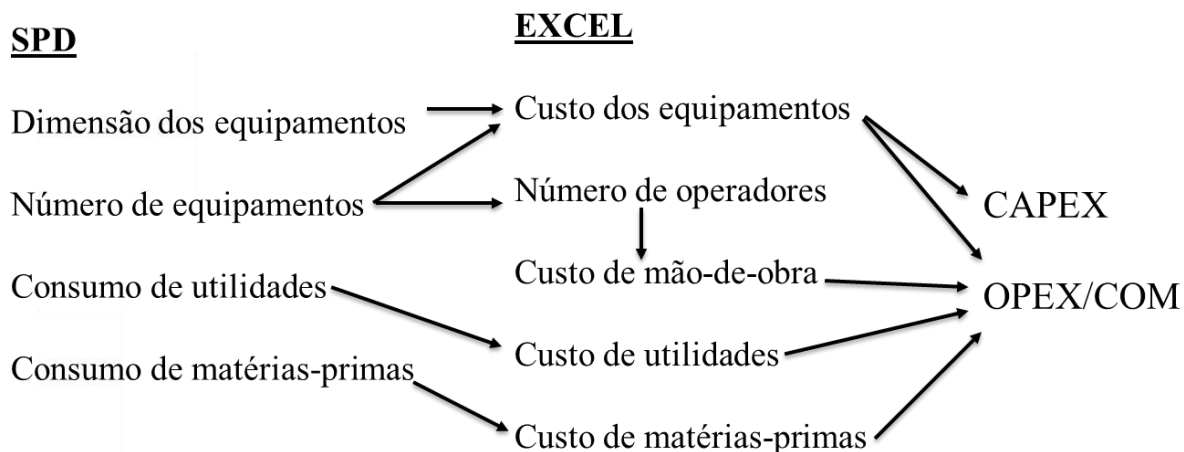 SPD
EXCEL
Dimensão dos equipamentos
Custo dos equipamentos
Número de equipamentos
Número de operadores
CAPEX
Consumo de utilidades
Custo de mão-de-obra
OPEX/COM
Consumo de matérias-primas
Custo de utilidades
Custo de matérias-primas